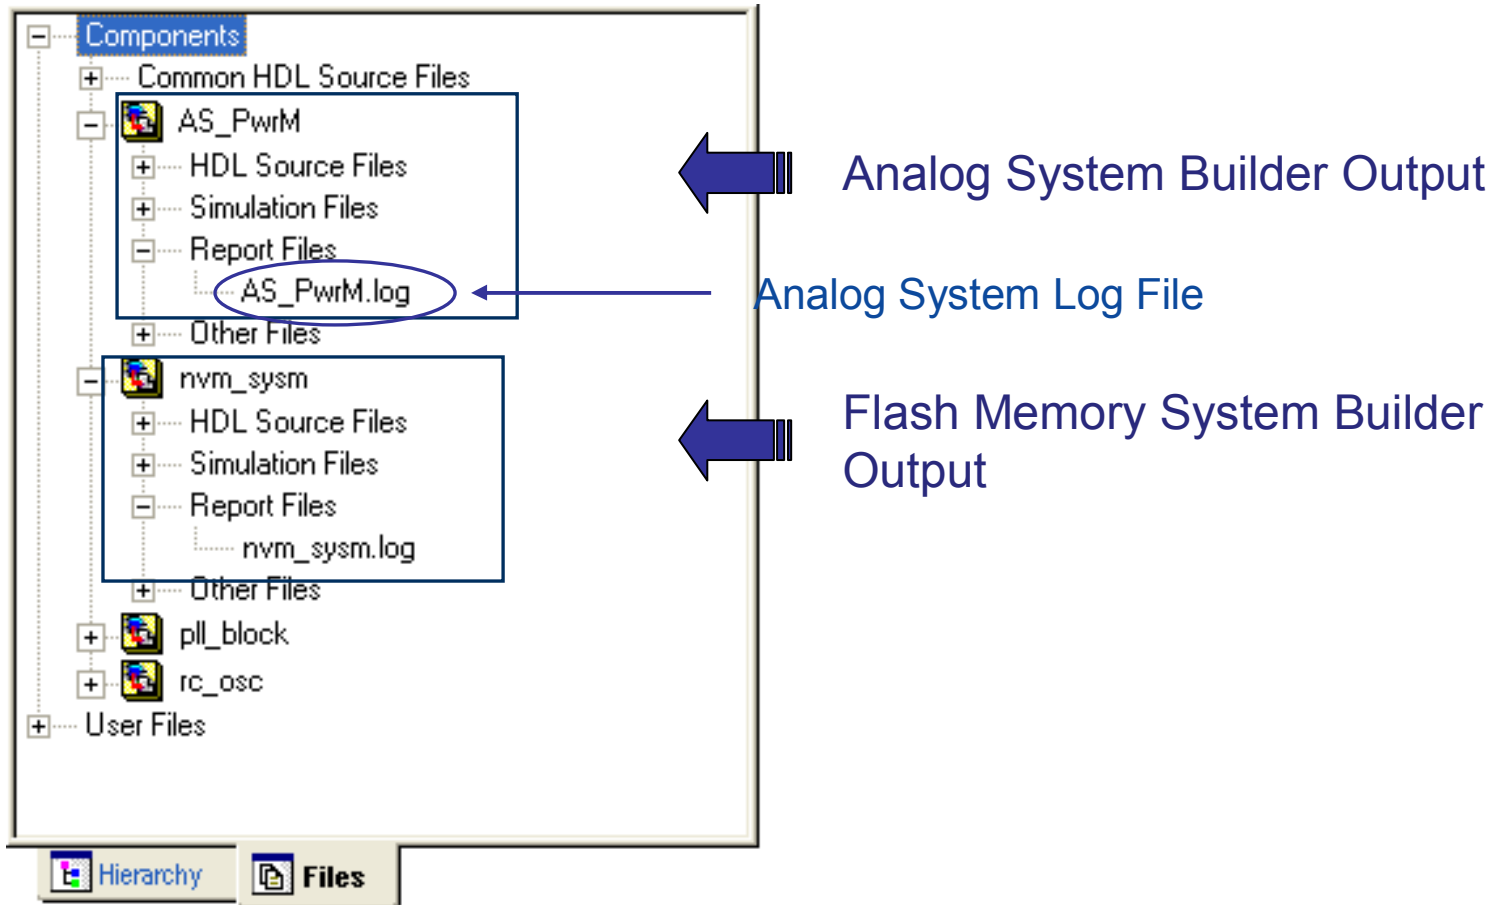 Components
Common HDL Source Files
AS_PwrM
HDL Source Files
Simulation Files
Report Files
AS_PwrM.log
Other Files
nvm_sysm
HDL Source Files
Simulation Files
Report Files
nvm_sysm.log
Other Files
pll_block
rc_osc
User Files
Hierarchy
Files
Analog System Builder Output
Analog System Log File
Flash Memory System Builder
Output